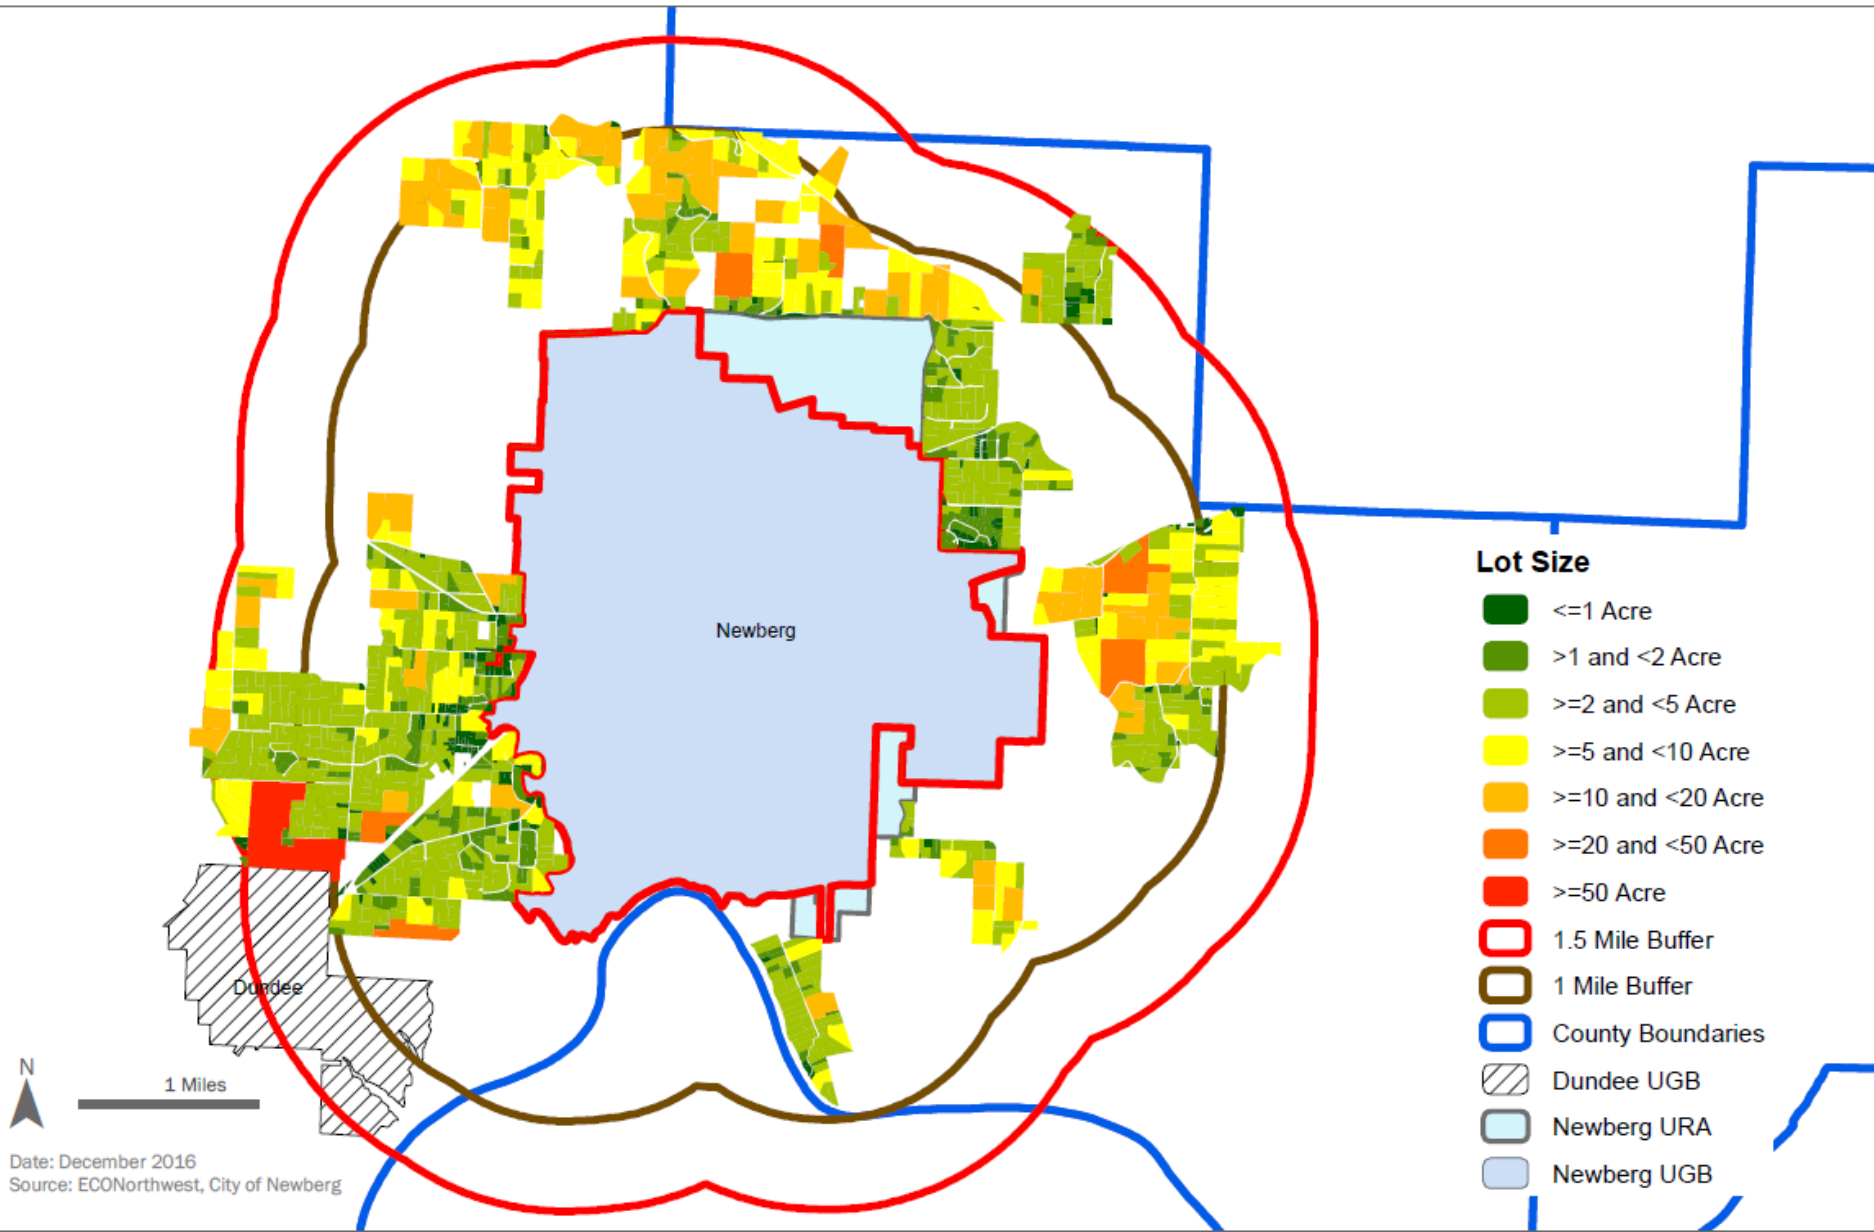 Newberg
Dundee
N
1 Miles
Date: December 2016
Source: ECONorthwest, City of Newberg
Lot Size
<=1 Acre
>1 and <2 Acre
>=2 and <5 Acre
>=5 and <10 Acre
>=10 and <20 Acre
>=20 and <50 Acre
>=50 Acre
1.5 Mile Buffer
1 Mile Buffer
County Boundaries
Dundee UGB
Newberg URA
Newberg UGB